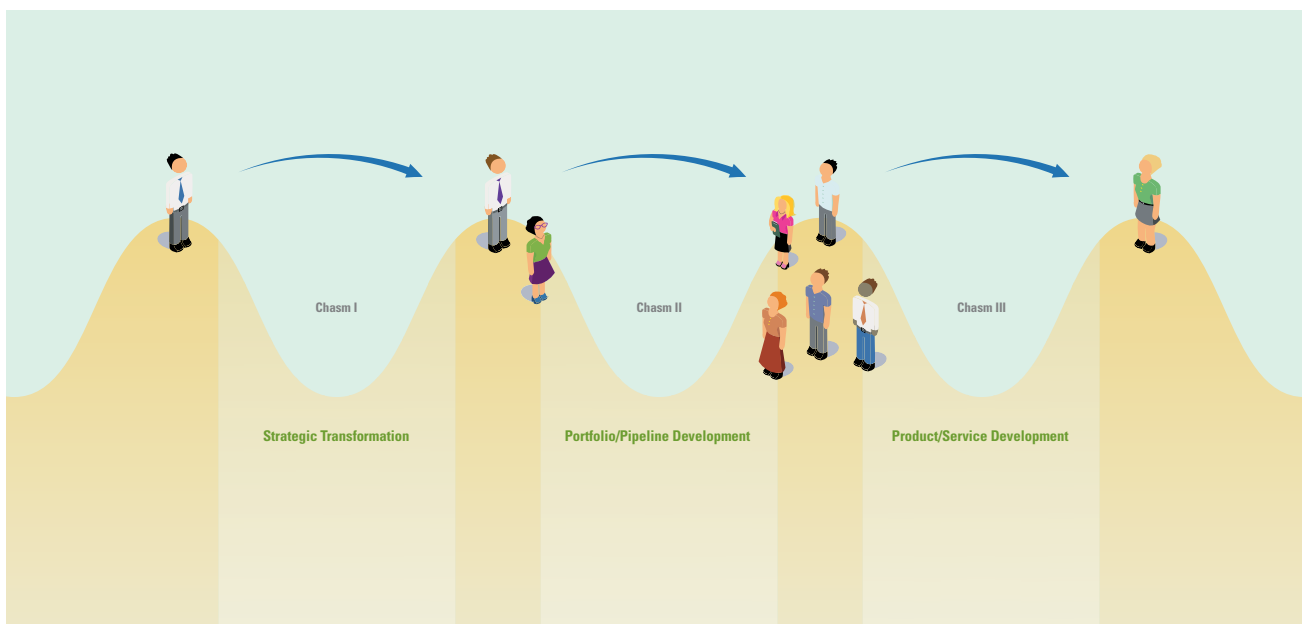 Chasm I
Chasm II
Chasm III
Strategic Transformation
Portfolio/Pipeline Development
Product/Service Development